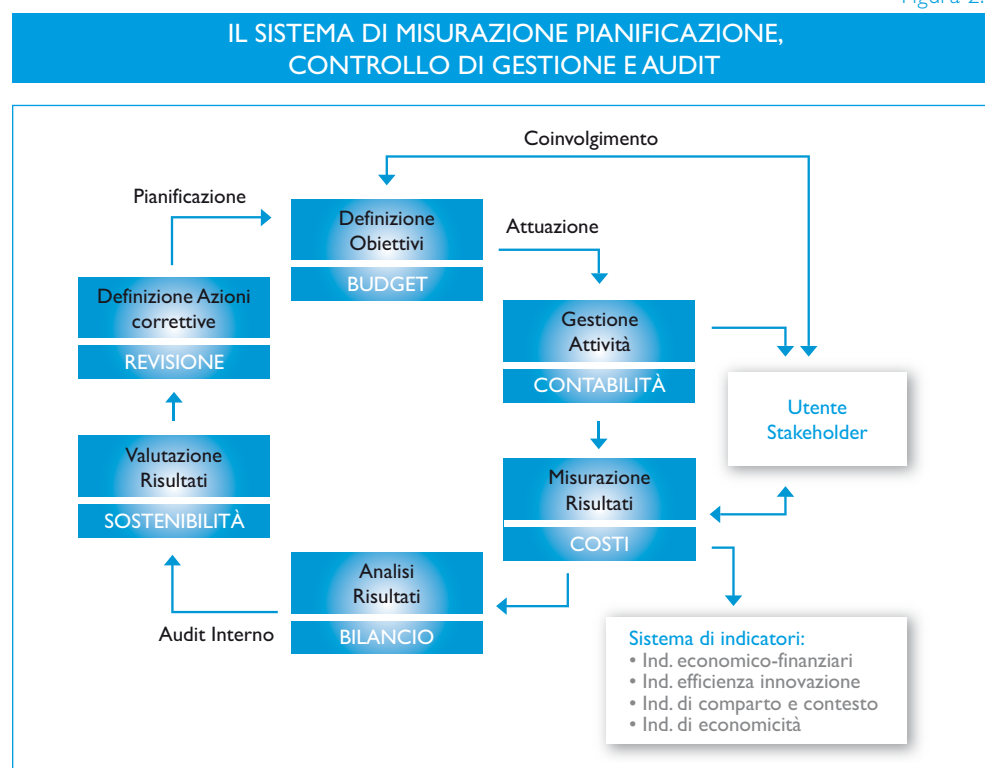 Figura 2.
IL SISTEMA DI MISURAZIONE PIANIFICAZIONE,
CONTROLLO DI GESTIONE E AUDIT
Coinvolgimento
Pianificazione
Definizione
Obiettivi
BUDGET
Attuazione
Definizione Azioni
correttive
REVISIONE
Gestione
Attività
CONTABILITÀ
Utente
Stakeholder
Valutazione
Risultati
SOSTENIBILITÀ
Misurazione
Risultati
COSTI
Analisi
Risultati
BILANCIO
Audit Interno
Sistema di indicatori:
• Ind. economico-finanziari
• Ind. efficienza innovazione
• Ind. di comparto e contesto
• Ind. di economicità